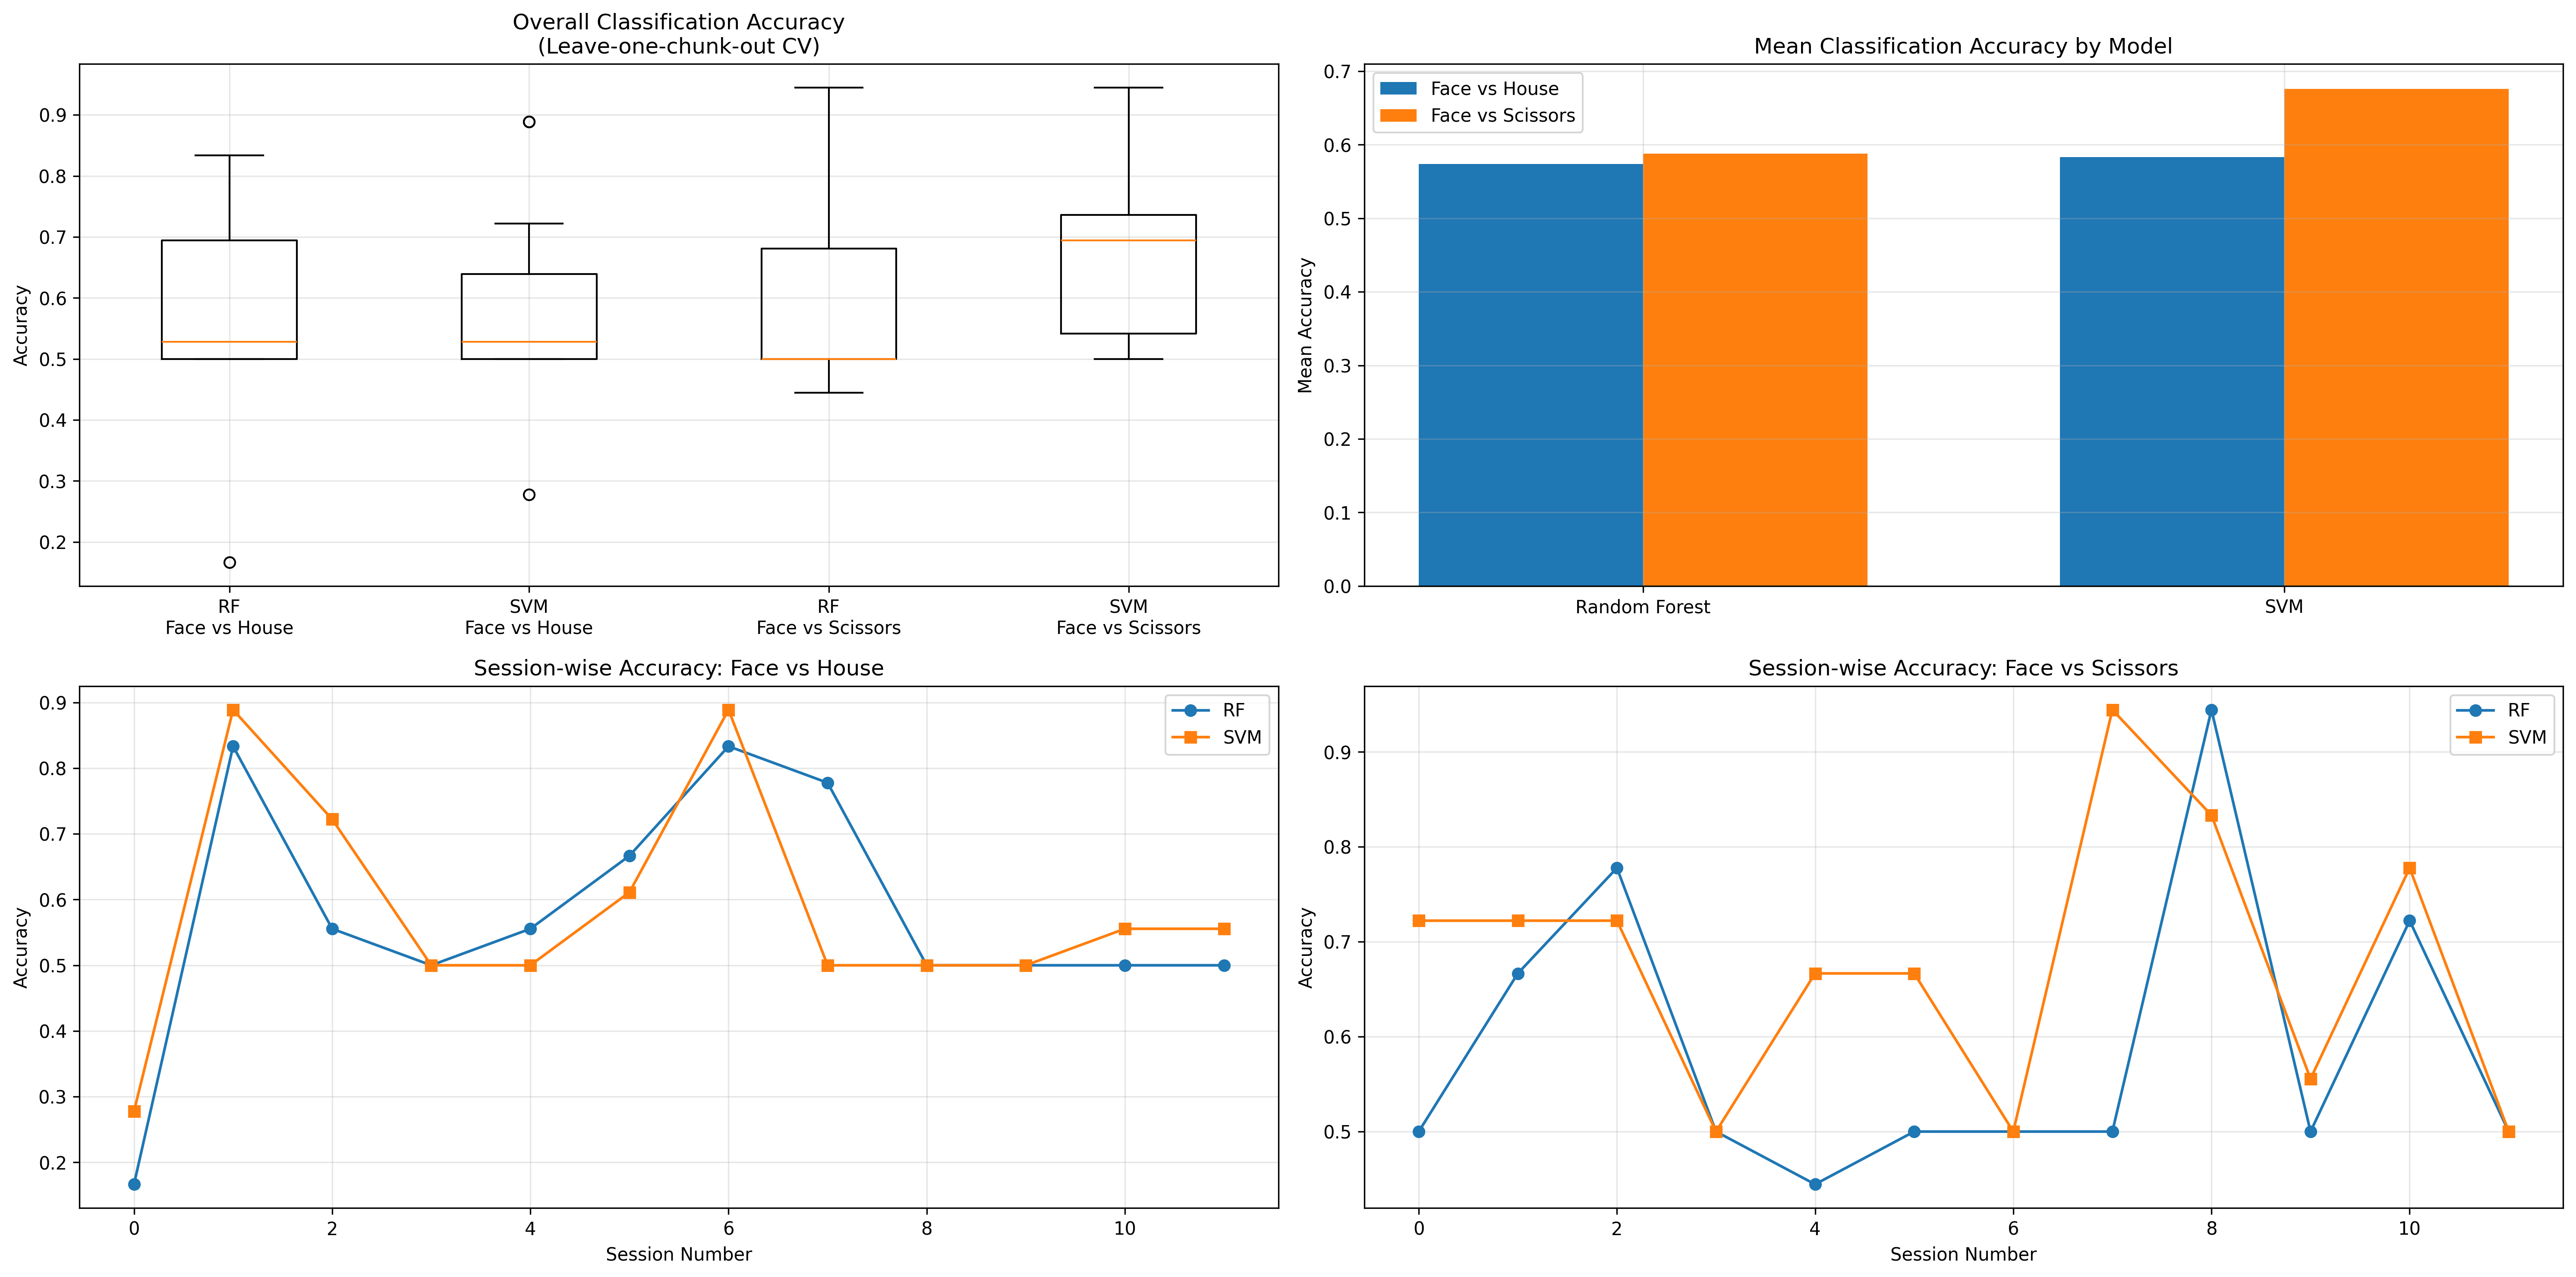 Overall Classification Accuracy
(Leave-one-chunk-out CV)
Accuracy
0.9
0.8
0.7
0.6
0.5
0.4
0.3
0.2
RF
Face vs House
SVM
Face vs House
RF
Face vs Scissors
SVM
Face vs Scissors
Mean Classification Accuracy by Model
Mean Accuracy
0.7
0.6
0.5
0.4
0.3
0.2
0.1
0.0
Face vs House
Face vs Scissors
Random Forest
SVM
Session-wise Accuracy: Face vs House
Accuracy
0.9
0.8
0.7
0.6
0.5
0.4
0.3
0.2
RF
SVM
0 2 4 6 8 10
Session Number
Session-wise Accuracy: Face vs Scissors
Accuracy
0.9
0.8
0.7
0.6
0.5
RF
SVM
0 2 4 6 8 10
Session Number